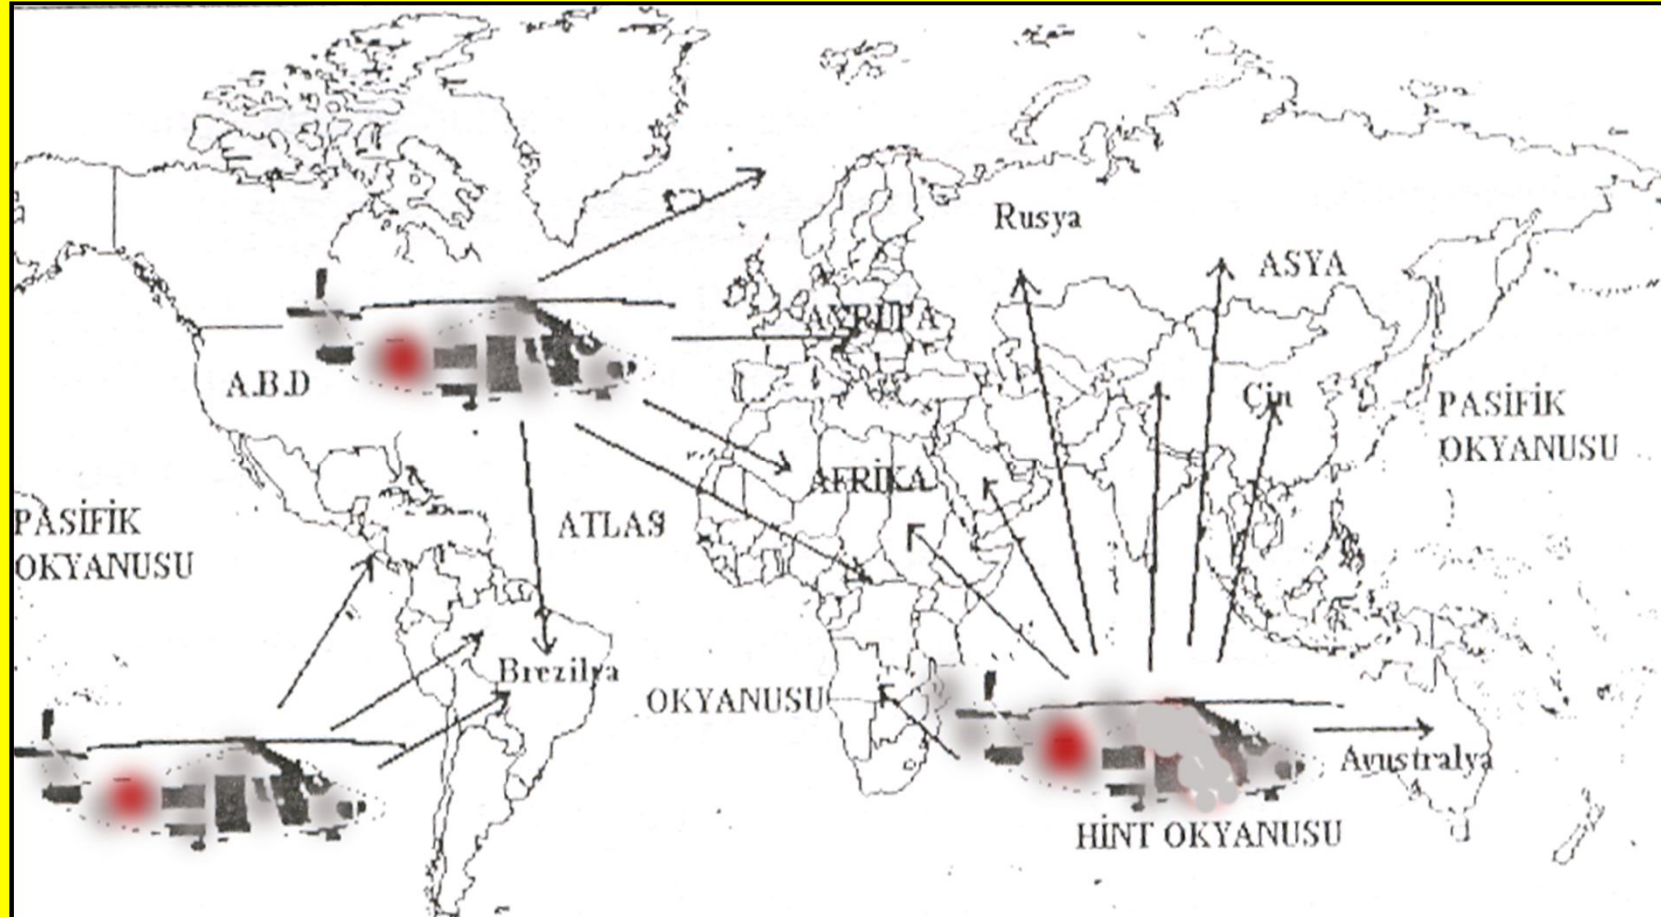 Rusya
ASYA
AVRUPA
A.B.D
Çin
PASİFİK
OKYANUSU
AFRİKA
PASİFİK
OKYANUSU
ATLAS
Brezilya
OKYANUSU
Avustralya
HİNT OKYANUSU